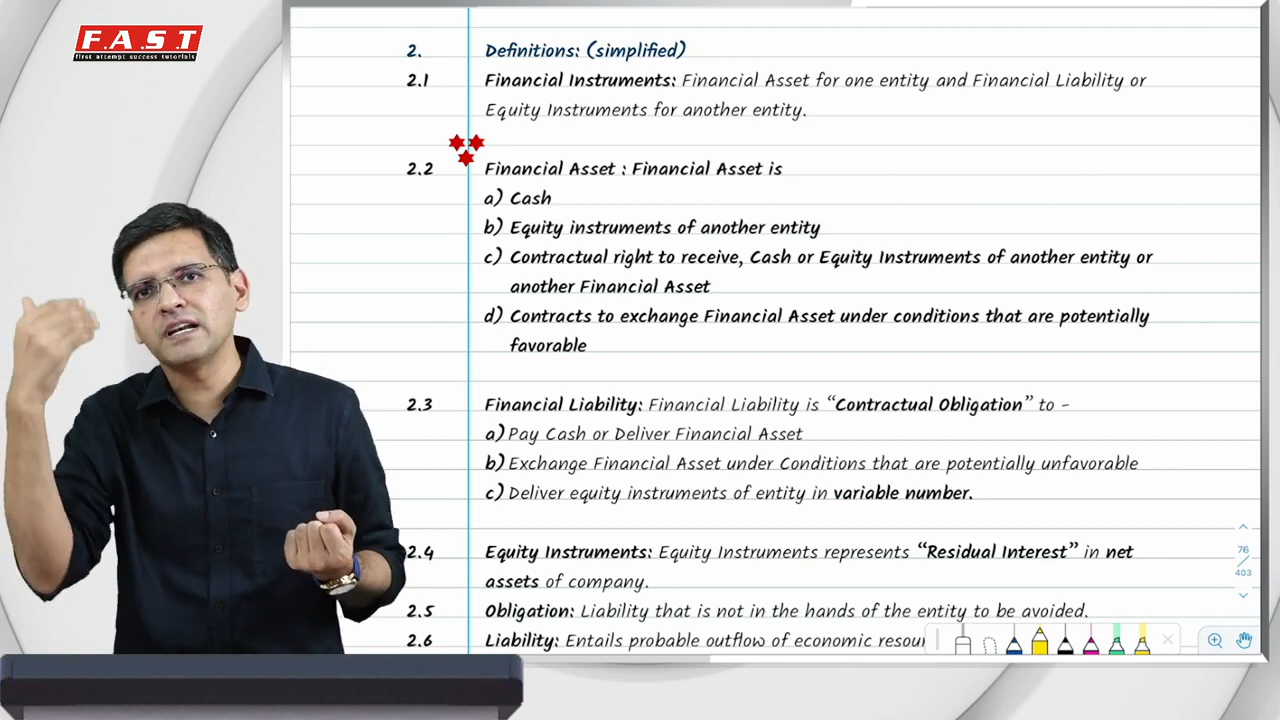 F.A.S.T
first attempt success tutorials
2. Definitions: (simplified)
2.1 Financial Instruments: Financial Asset for one entity and Financial Liability or
Equity Instruments for another entity.
2.2 Financial Asset : Financial Asset is
a) Cash
b) Equity instruments of another entity
c) Contractual right to receive, Cash or Equity Instruments of another entity or
another Financial Asset
d) Contracts to exchange Financial Asset under conditions that are potentially
favorable
2.3 Financial Liability: Financial Liability is “Contractual Obligation” to -
a) Pay Cash or Deliver Financial Asset
b) Exchange Financial Asset under Conditions that are potentially unfavorable
c) Deliver equity instruments of entity in variable number.
2.4 Equity Instruments: Equity Instruments represents “Residual Interest” in net
assets of company.
2.5 Obligation: Liability that is not in the hands of the entity to be avoided.
2.6 Liability: Entails probable outflow of economic
76
403